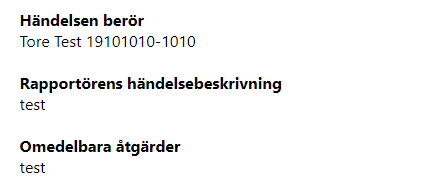 Händelsen berör
Tore Test 19101010-1010
Rapportörens händelsebeskrivning
test
Omedelbara åtgärder
test